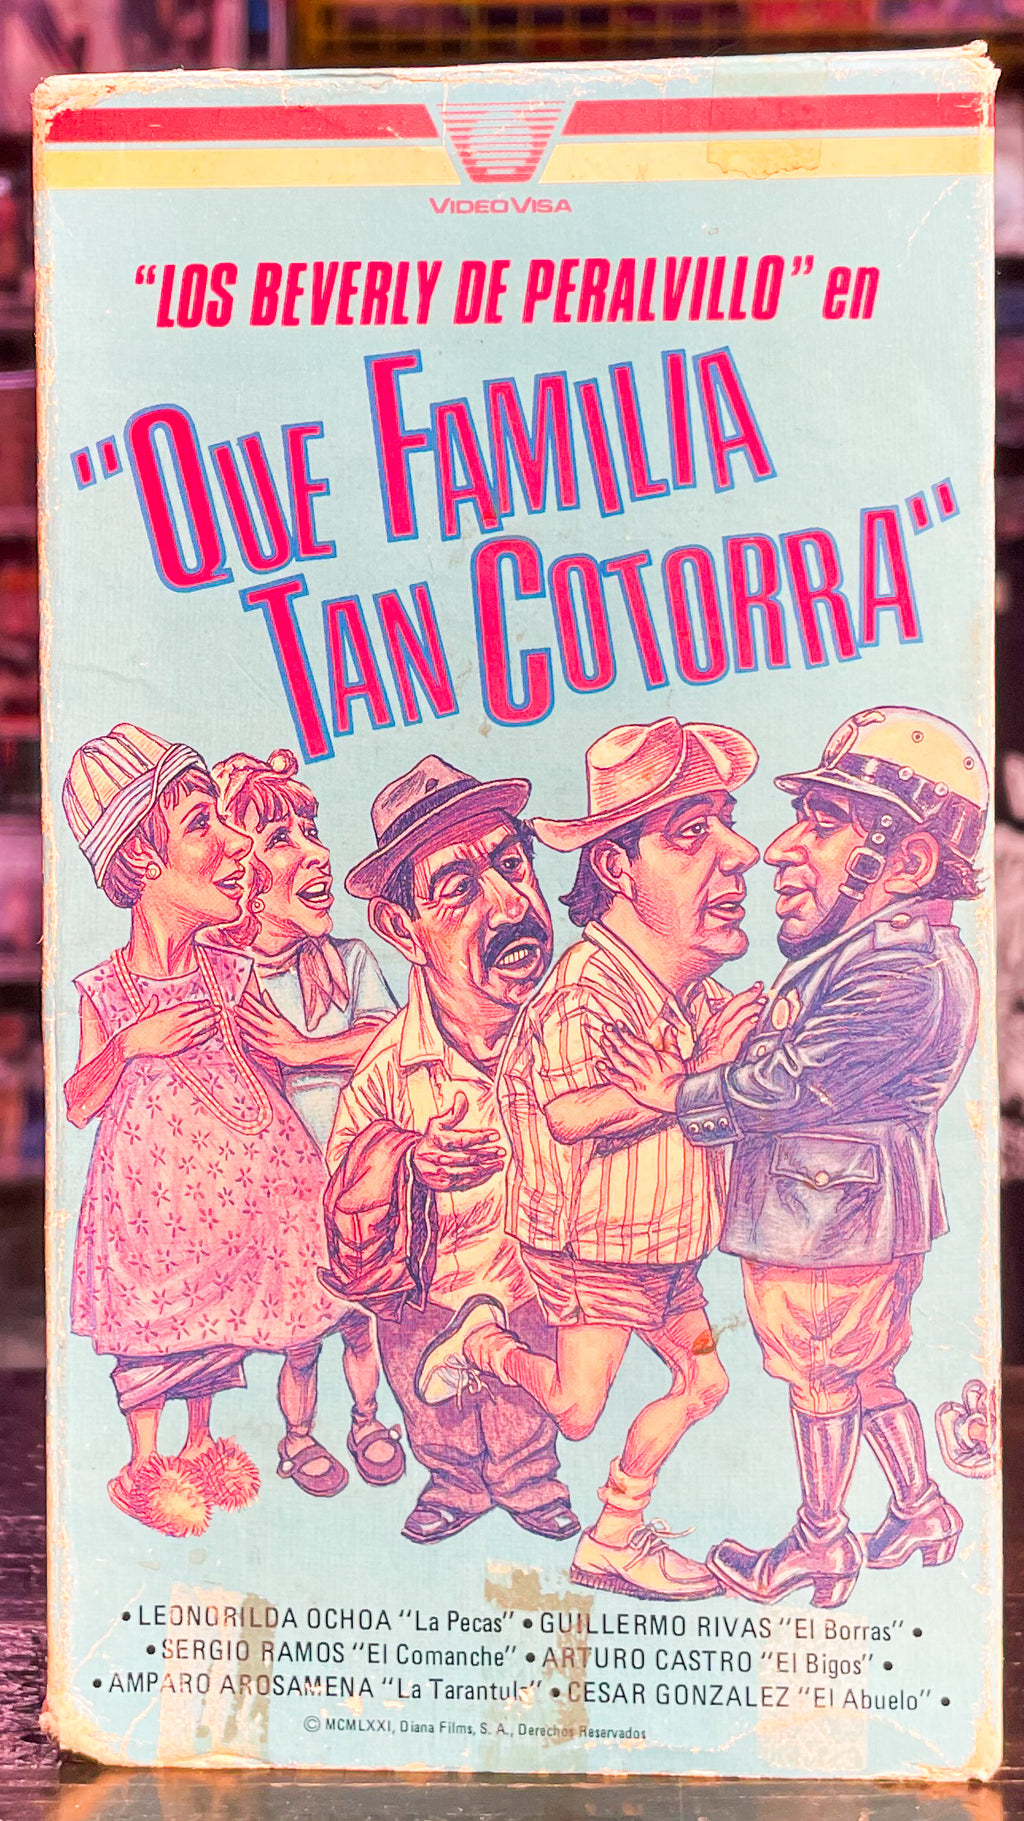 VIDEOVISA
"LOS BEVERLY DE PERALVILLO" en
"QUE FAMILIA
TAN COTORRA"
• LEONORILDA OCHOA "La Pecas" • GUILLERMO RIVAS "El Borras" •
• SERGIO RAMOS "El Comanche" • ARTURO CASTRO "El Bigos" •
• AMPARO AROSAMENA "La Tarantula" • CESAR GONZALEZ "El Abuelo" •
© MCMLXXI, Diana Films, S. A., Derechos Reservados